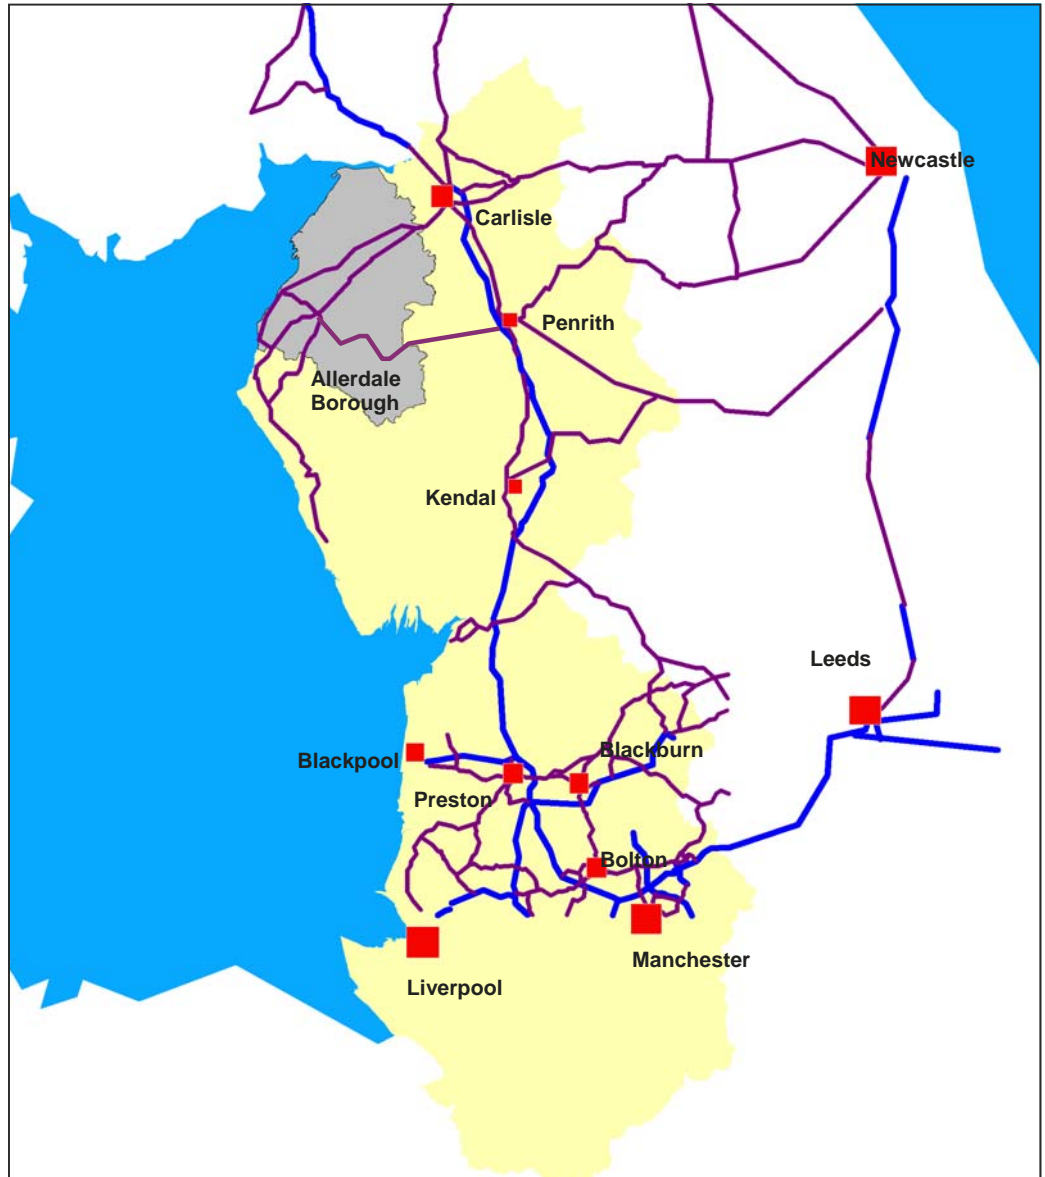 Newcastle
Carlisle
Penrith
Allerdale
Borough
Kendal
Leeds
Blackburn
Blackpool
Preston
Bolton
Manchester
Liverpool